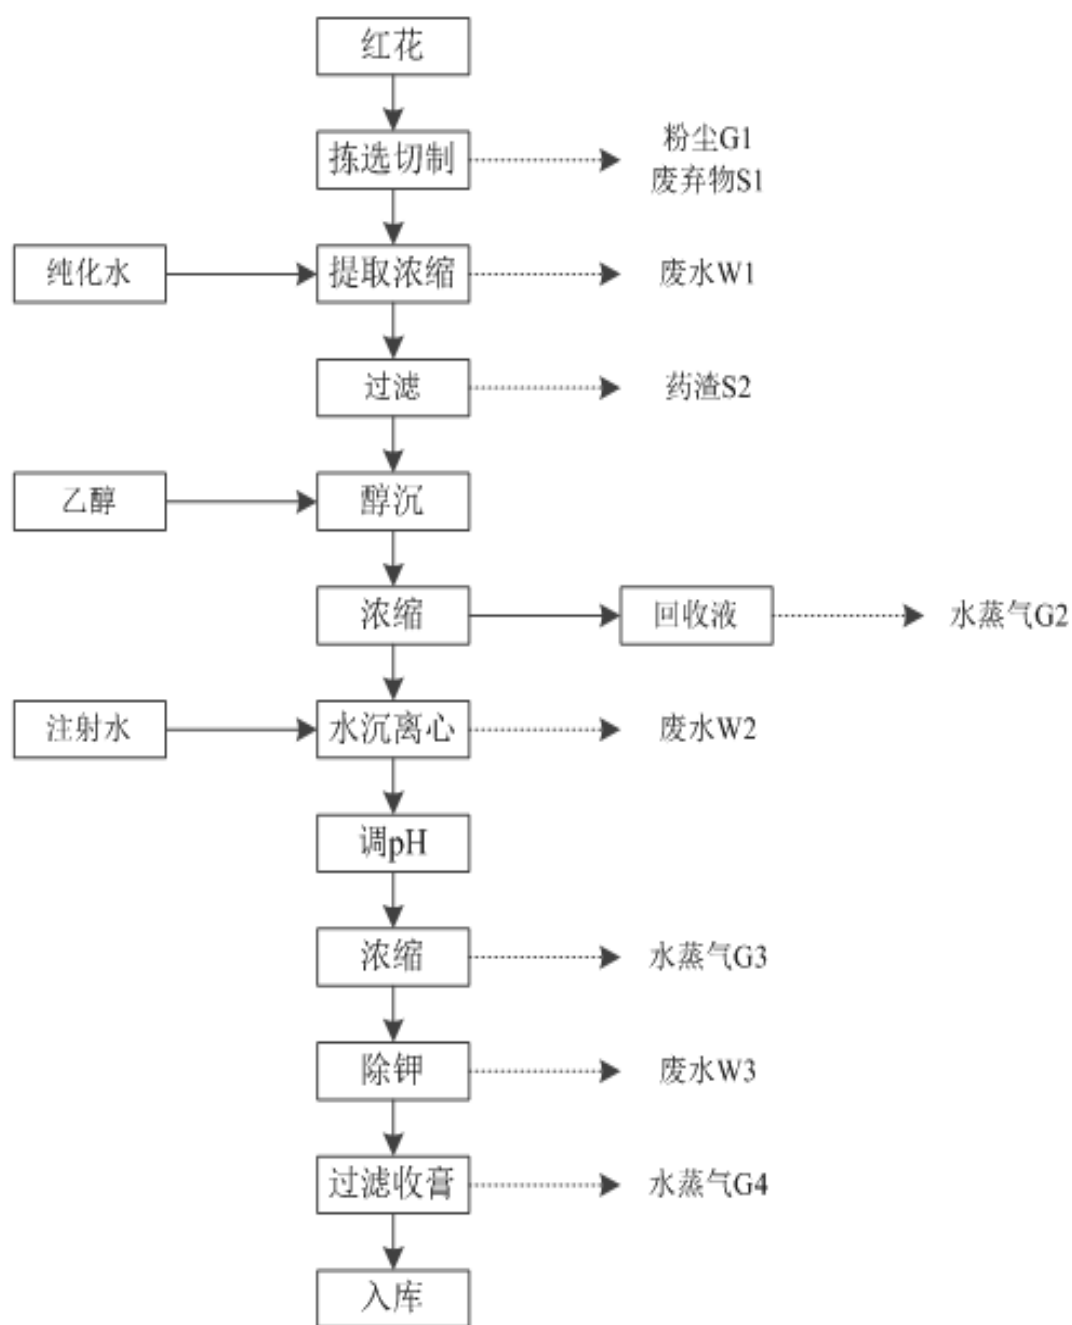 红花
拣选切制
粉尘G1
废弃物S1
纯化水
提取浓缩
废水W1
过滤
药渣S2
乙醇
醇沉
浓缩
回收液
水蒸气G2
注射水
水沉离心
废水W2
调pH
浓缩
水蒸气G3
除钾
废水W3
过滤收膏
水蒸气G4
入库